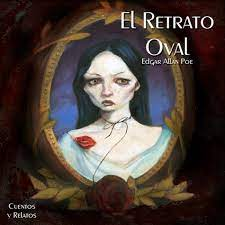 El Retrato
Oval
Edgar Allan Poe
Cuentos
y Relatos